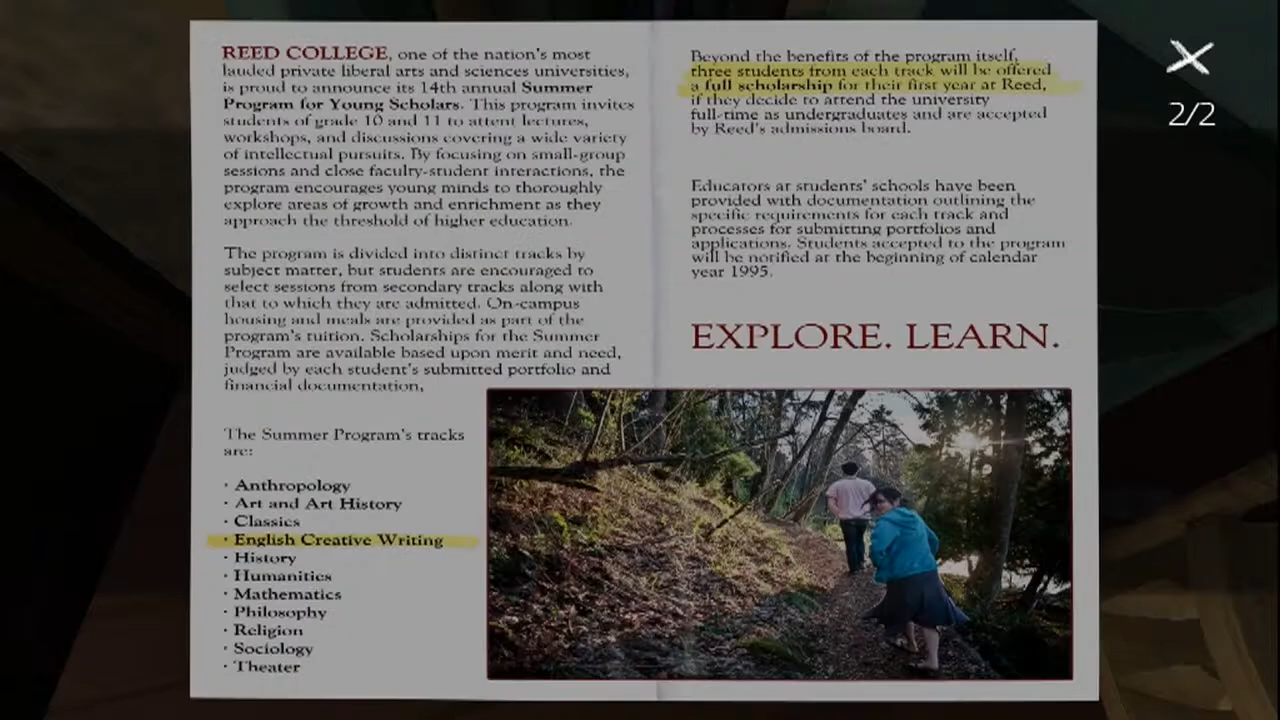 REED COLLEGE, one of the nation's most
lauded private liberal arts and sciences universities,
is proud to announce its 14th annual Summer
Program for Young Scholars. This program invites
students of grade 10 and 11 to attent lectures,
workshops, and discussions covering a wide variety
of intellectual pursuits. By focusing on small-group
sessions and close faculty-student interactions, the
program encourages young minds to thoroughly
explore areas of growth and enrichment as they
approach the threshold of higher education.
The program is divided into distinct tracks by
subject matter, but students are encouraged to
select sessions from secondary tracks along with
that to which they are admitted. On-campus
housing and meals are provided as part of the
program's tuition. Scholarships for the Summer
Program are available based upon merit and need,
judged by each student's submitted portfolio and
financial documentation,
The Summer Program's tracks
are:
· Anthropology
· Art and Art History
· Classics
· English Creative Writing
· History
· Humanities
· Mathematics
· Philosophy
· Religion
· Sociology
· Theater
Beyond the benefits of the program itself,
three students from each track will be offered
a full scholarship for their first year at Reed,
if they decide to attend the university
full-time as undergraduates and are accepted
by Reed's admissions board.
Educators at students' schools have been
provided with documentation outlining the
specific requirements for each track and
processes for submitting portfolios and
applications. Students accepted to the program
will be notified at the beginning of calendar
year 1995.
EXPLORE. LEARN.
2/2